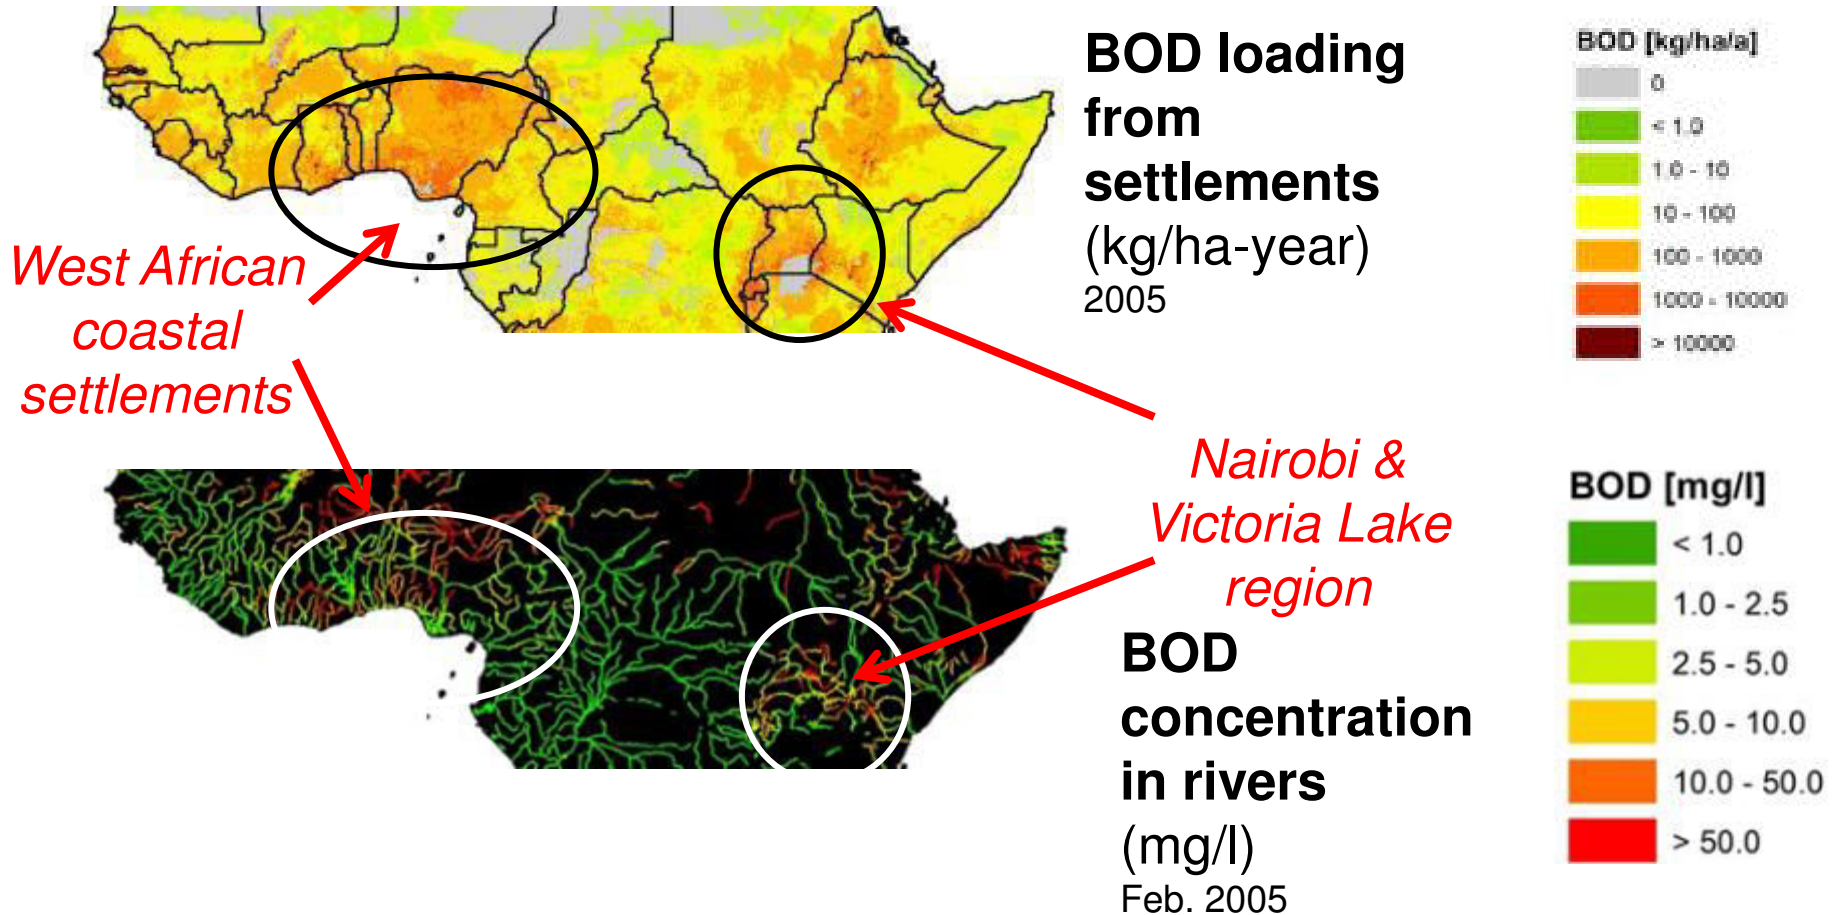 BOD loading
from
settlements
(kg/ha-year)
2005
BOD [kg/ha/a]
0
< 1.0
1.0 - 10
10 - 100
100 - 1000
1000 - 10000
> 10000
West African
coastal
settlements
Nairobi &
Victoria Lake
region
BOD
concentration
in rivers
(mg/l)
Feb. 2005
BOD [mg/l]
< 1.0
1.0 - 2.5
2.5 - 5.0
5.0 - 10.0
10.0 - 50.0
> 50.0